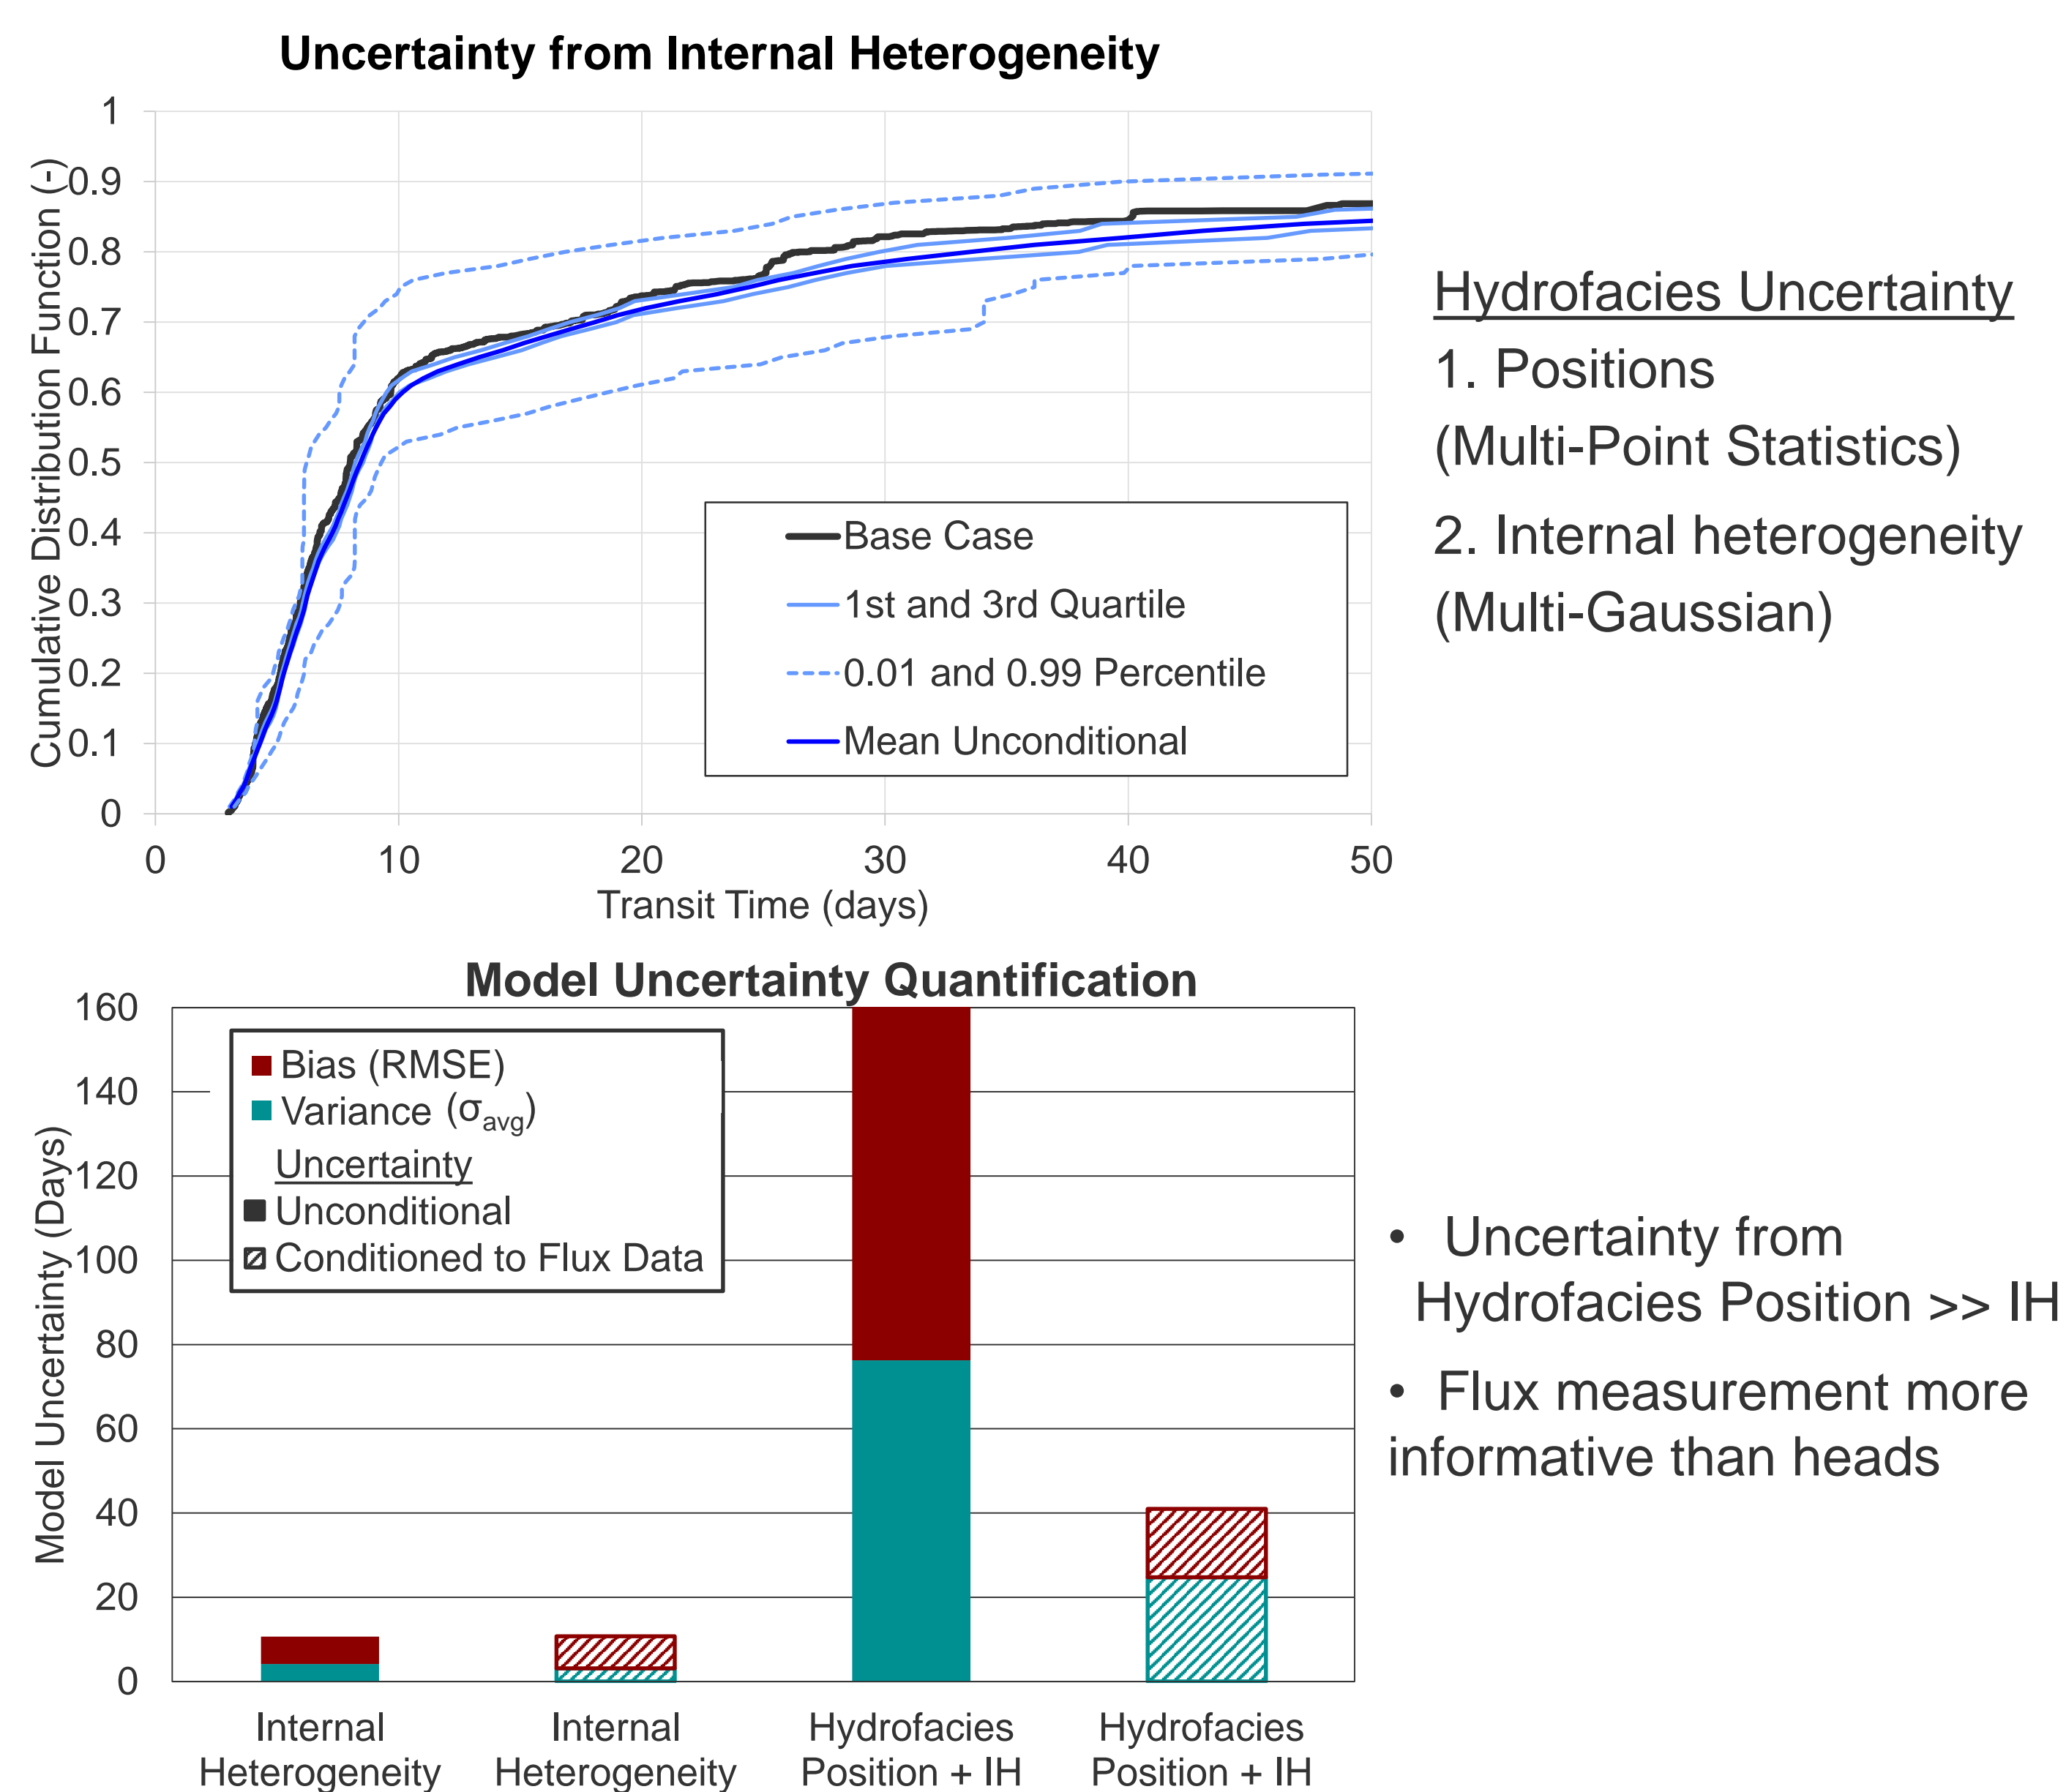 Uncertainty from Internal Heterogeneity
Cumulative Distribution Function (-)
1
0.9
0.8
0.7
0.6
0.5
0.4
0.3
0.2
0.1
0
Base Case
1st and 3rd Quartile
0.01 and 0.99 Percentile
Mean Unconditional
0 10 20 30 40 50
Transit Time (days)
Hydrofacies Uncertainty
1. Positions
(Multi-Point Statistics)
2. Internal heterogeneity
(Multi-Gaussian)
Model Uncertainty Quantification
Model Uncertainty (Days)
160
140
120
100
80
60
40
20
0
Bias (RMSE)
Variance (σavg)
Uncertainty
Unconditional
Conditioned to Flux Data
Internal Internal Hydrofacies Hydrofacies
Heterogeneity Heterogeneity Position + IH Position + IH
• Uncertainty from
Hydrofacies Position >> IH
• Flux measurement more
informative than heads